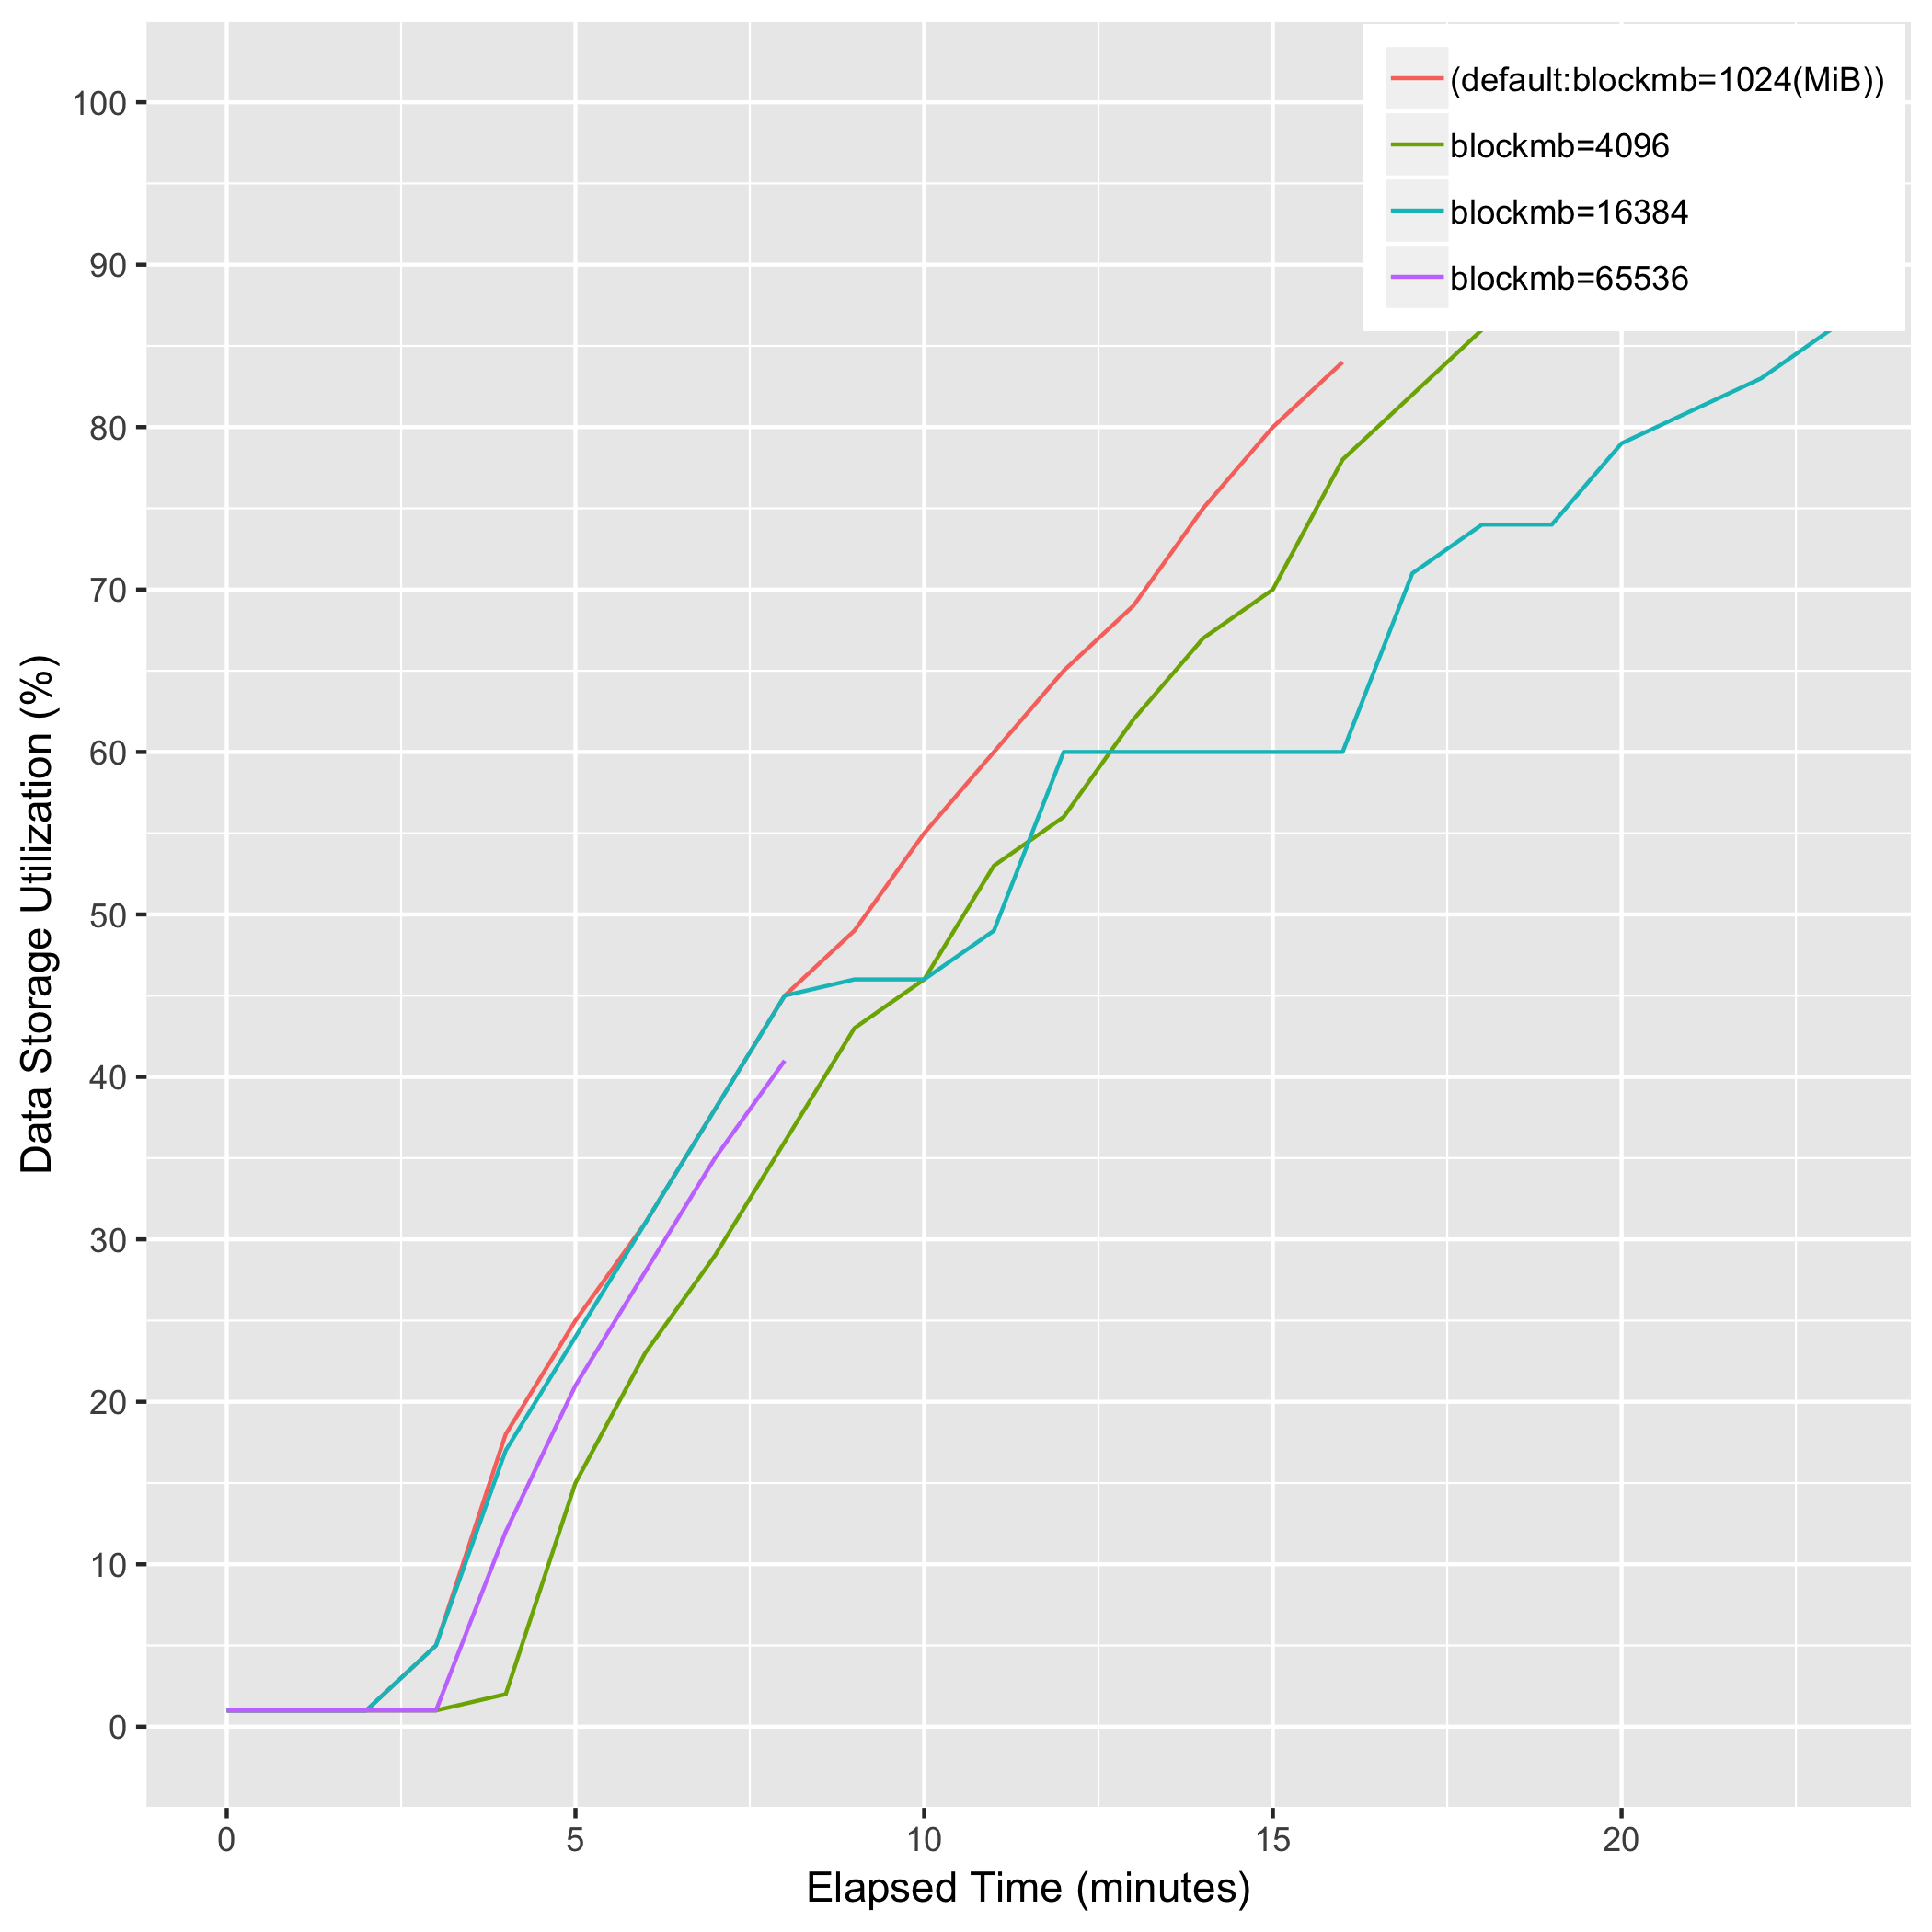 (default:blockmb=1024(MiB))
blockmb=4096
blockmb=16384
blockmb=65536
100
90
80
70
60
50
40
30
20
10
0
Data Storage Utilization (%)
0 5 10 15 20
Elapsed Time (minutes)